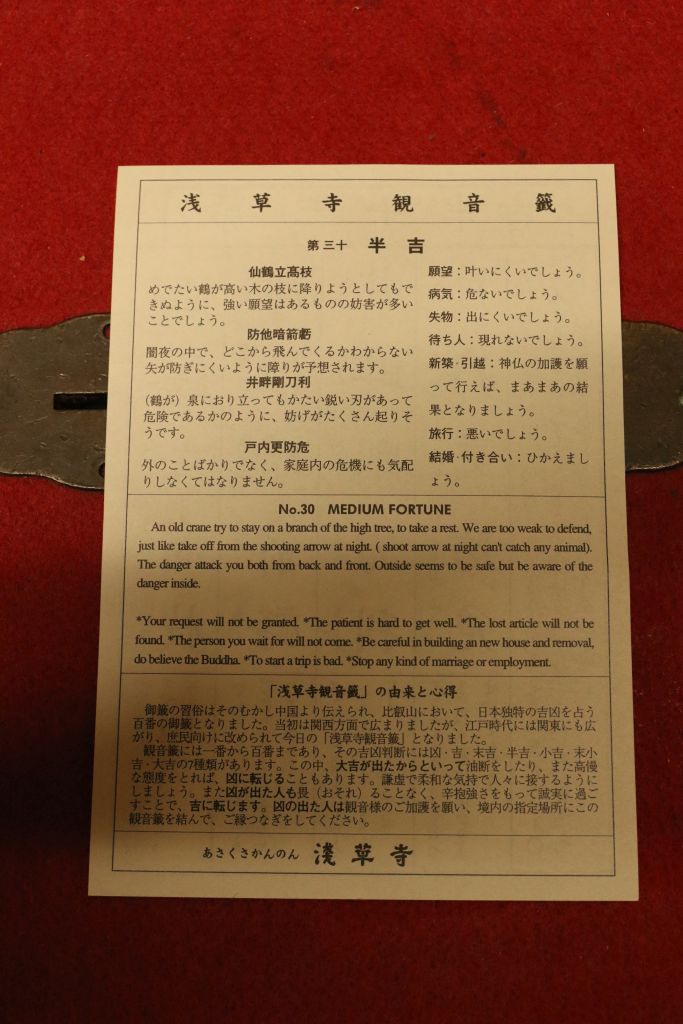 浅草寺観音籤
第三十 半吉
仙鶴立高枝
めでたい鶴が高い木の枝に降りようとしてもで
きぬように、強い願望はあるものの妨害が多い
ことでしょう。
防他暗箭虧
闇夜の中で、どこから飛んでくるかわからない
矢が防ぎにくいように障りが予想されます。
井畔剛刀利
(鶴が)泉におり立ってもかたい鋭い刃があって
危険であるかのように、妨げがたくさん起りそ
うです。
戸内更防危
外のことばかりでなく、家庭内の危機にも気配
りしなくてはなりません。
願望：叶いにくいでしょう。
病気：危ないでしょう。
失物：出にくいでしょう。
待ち人：現れないでしょう。
新築・引越：神仏の加護を願
って行えば、まあまあの結
果となりましょう。
旅行：悪いでしょう。
結婚・付き合い：ひかえまし
ょう。
No.30 MEDIUM FORTUNE
An old crane try to stay on a branch of the high tree, to take a rest. We are too weak to defend,
just like take off from the shooting arrow at night. ( shoot arrow at night can't catch any animal).
The danger attack you both from back and front. Outside seems to be safe but be aware of the
danger inside.
*Your request will not be granted. *The patient is hard to get well. *The lost article will not be
found. *The person you wait for will not come. *Be careful in building an new house and removal,
do believe the Buddha. *To start a trip is bad. *Stop any kind of marriage or employment.
「浅草寺観音籤」の由来と心得
御籤の習俗はそのむかし中国より伝えられ、比叡山において、日本独特の吉凶を占う
百番の御籤となりました。当初は関西方面で広まりましたが、江戸時代には関東にも広
がり、庶民向けに改められて今日の「浅草寺観音籤」となりました。
観音籤には一番から百番まであり、その吉凶判断には凶・吉・末吉・半吉・小吉・末小
吉・大吉の7種類があります。この中、大吉が出たからといって油断をしたり、また高慢
な態度をとれば、凶に転じることもあります。謙虚で柔和な気持で人々に接するように
しましょう。また凶が出た人も畏(おそれ)ることなく、辛抱強さをもって誠実に過ご
すことで、吉に転じます。凶の出た人は観音様のご加護を願い、境内の指定場所にこの
観音籤を結んで、ご縁つなぎをしてください。
あさくさかんのん 淺草寺